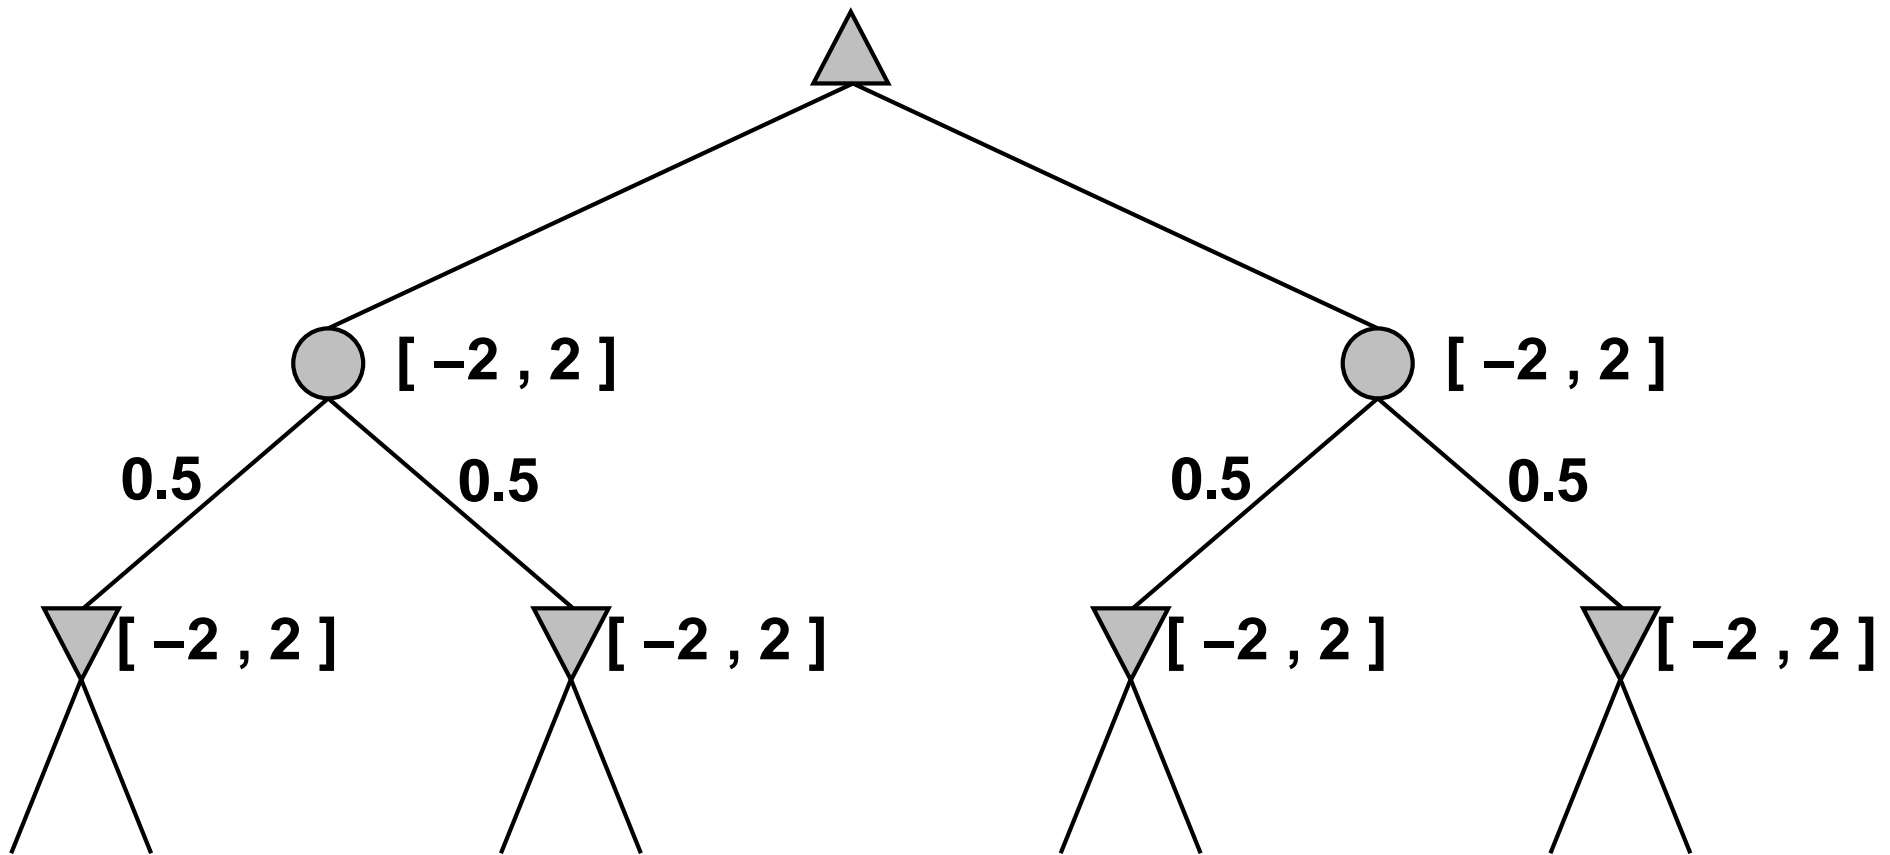 [ –2 , 2 ] [ –2 , 2 ]
0.5 0.5 0.5 0.5
[ –2 , 2 ] [ –2 , 2 ] [ –2 , 2 ] [ –2 , 2 ]